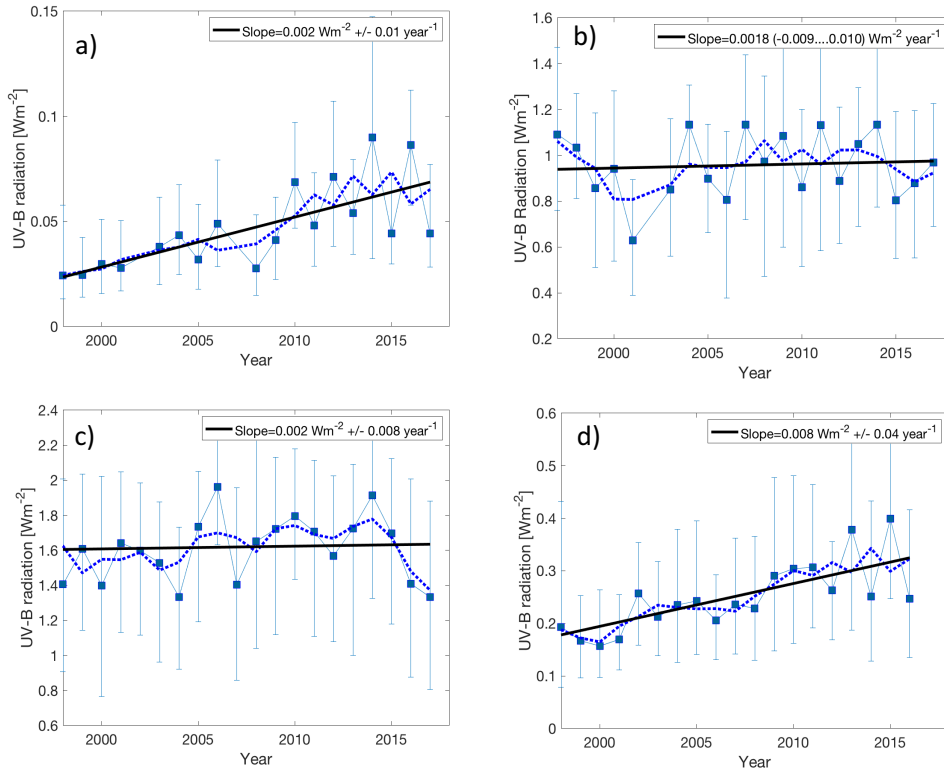 a)
Slope=0.002 Wm-2 +/- 0.01 year-1
UV-B radiation [Wm-2]
0.15
0.1
0.05
0
2000
2005
2010
2015
Year
b)
Slope=0.0018 (-0.009....0.010) Wm-2 year-1
UV-B Radiation [Wm-2]
1.6
1.4
1.2
1
0.8
0.6
0.4
0.2
2000
2005
2010
2015
Year
c)
Slope=0.002 Wm-2 +/- 0.008 year-1
UV-B radiation [Wm-2]
2.4
2.2
2
1.8
1.6
1.4
1.2
1
0.8
0.6
2000
2005
2010
2015
Year
d)
Slope=0.008 Wm-2 +/- 0.04 year-1
UV-B radiation [Wm-2]
0.6
0.5
0.4
0.3
0.2
0.1
0
2000
2005
2010
2015
Year